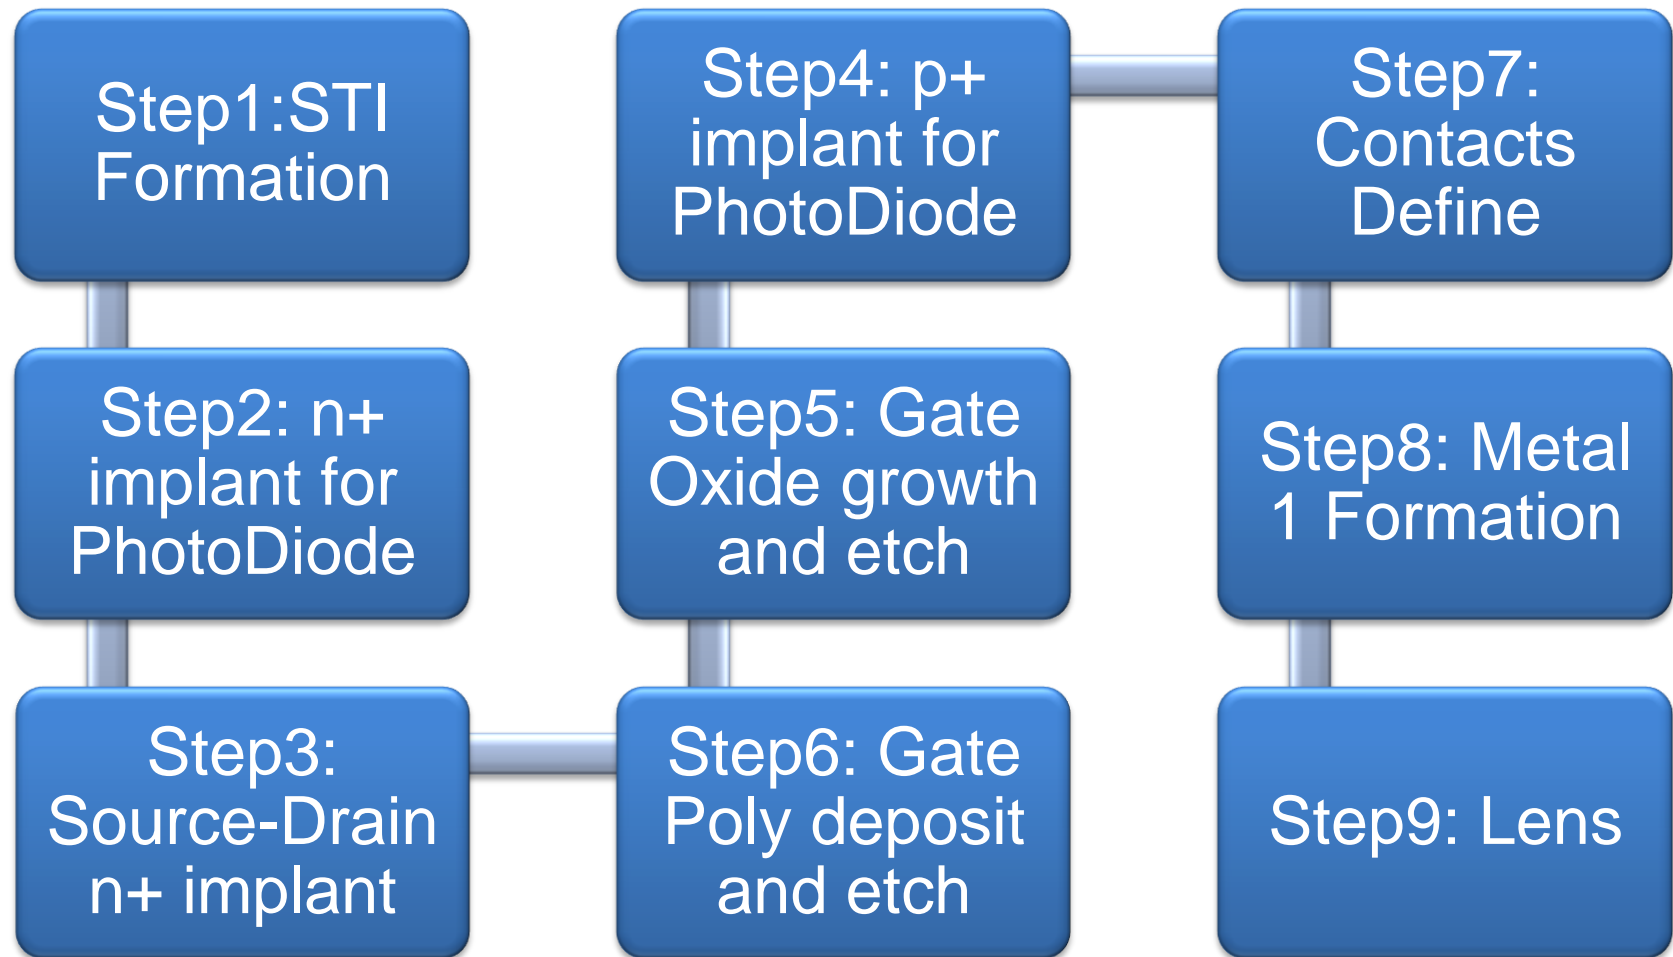 Step1:STI
Formation
Step2: n+
implant for
PhotoDiode
Step3:
Source-Drain
n+ implant
Step4: p+
implant for
PhotoDiode
Step5: Gate
Oxide growth
and etch
Step6: Gate
Poly deposit
and etch
Step7:
Contacts
Define
Step8: Metal
1 Formation
Step9: Lens